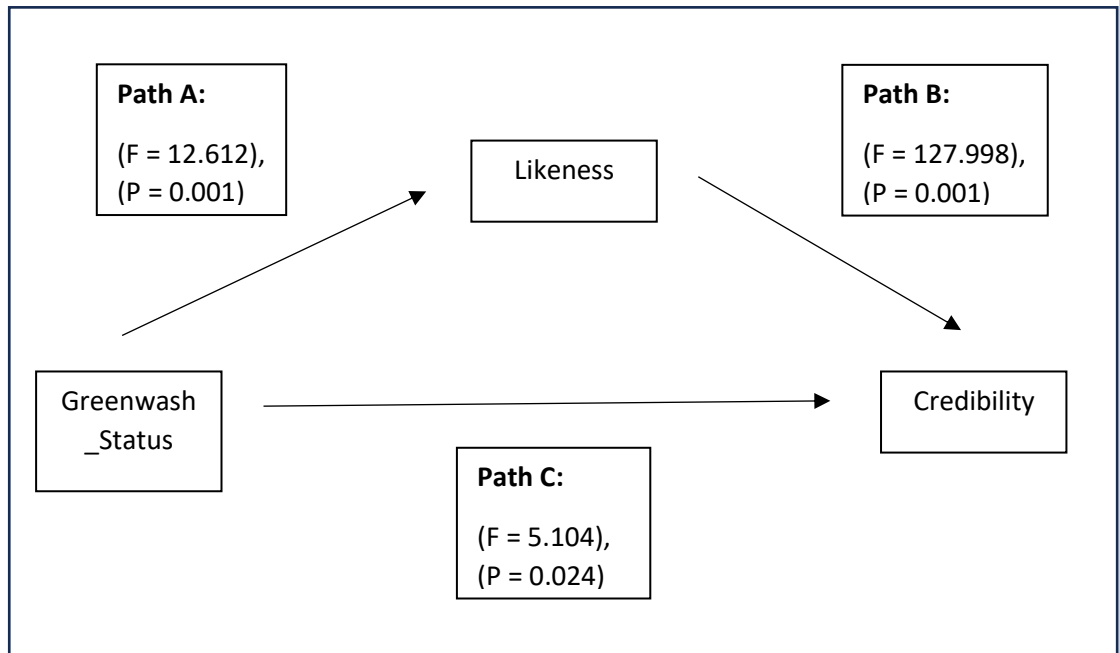 Path A:
(F = 12.612),
(P = 0.001)
Likeness
Path B:
(F = 127.998),
(P = 0.001)
Greenwash
_Status
Credibility
Path C:
(F = 5.104),
(P = 0.024)